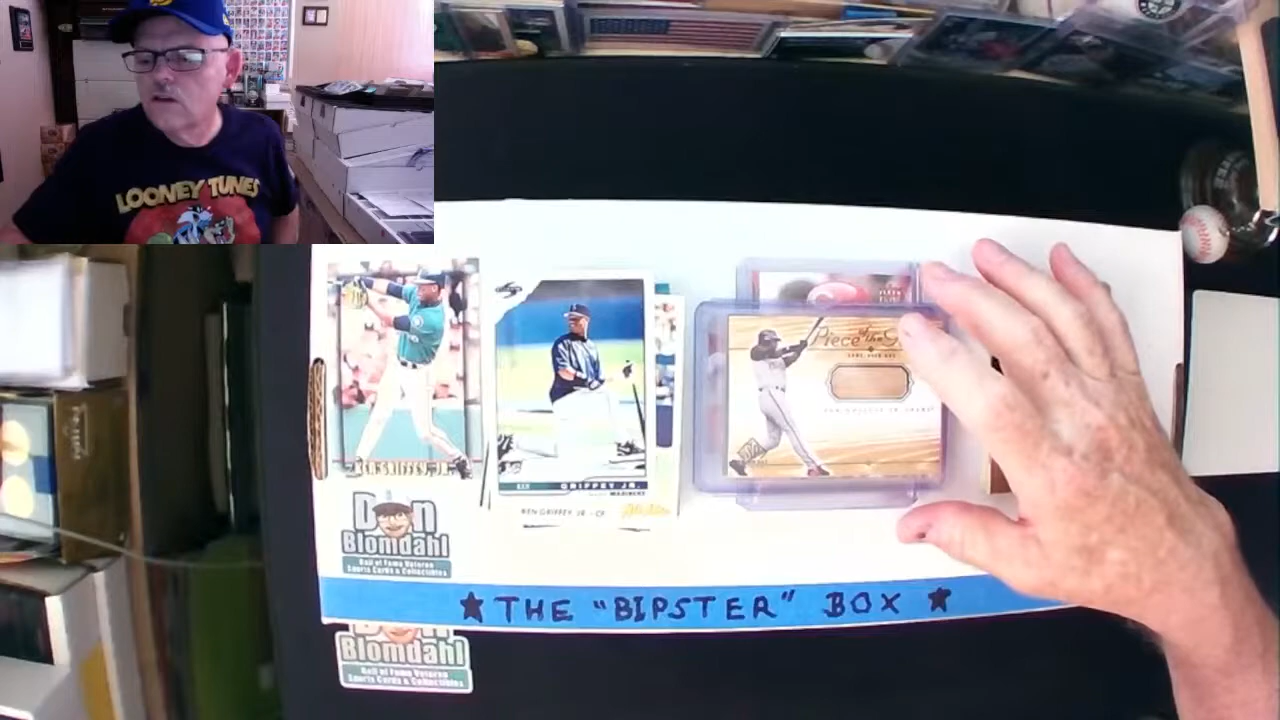 LOONEY TUNES
Piece of the G
KEN GRIFFEY, JR.
KEN GRIFFEY JR.
MARINERS
KEN GRIFFEY JR - CF
Don
Blomdahl
Hall of Fame Veteran
Sports Cards & Collectibles
★ THE "BIPSTER" BOX ★
Blomdahl
Hall of Fame Veteran
Sports Cards & Collectibles